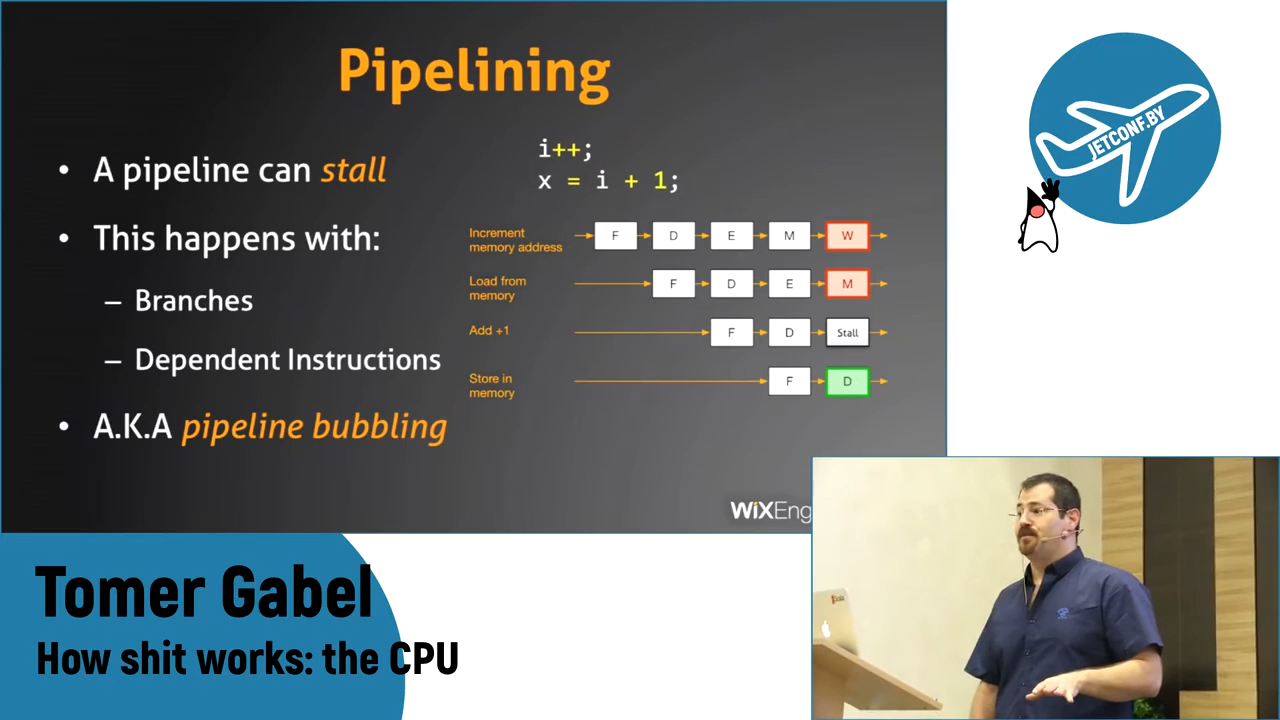 Pipelining
• A pipeline can stall
• This happens with:
– Branches
– Dependent Instructions
• A.K.A pipeline bubbling
i++;
x = i + 1;
Increment
memory address
F D E M W
Load from
memory
F D E M
Add +1
F D Stall
Store in
memory
F D
WiXEng
JETCONF.BY
Tomer Gabel
How shit works: the CPU